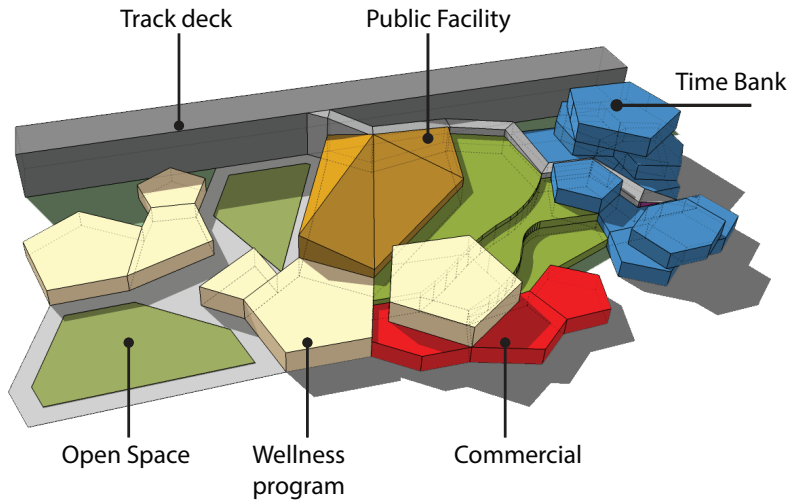 Track deck
Public Facility
Time Bank
Open Space
Wellness
program
Commercial